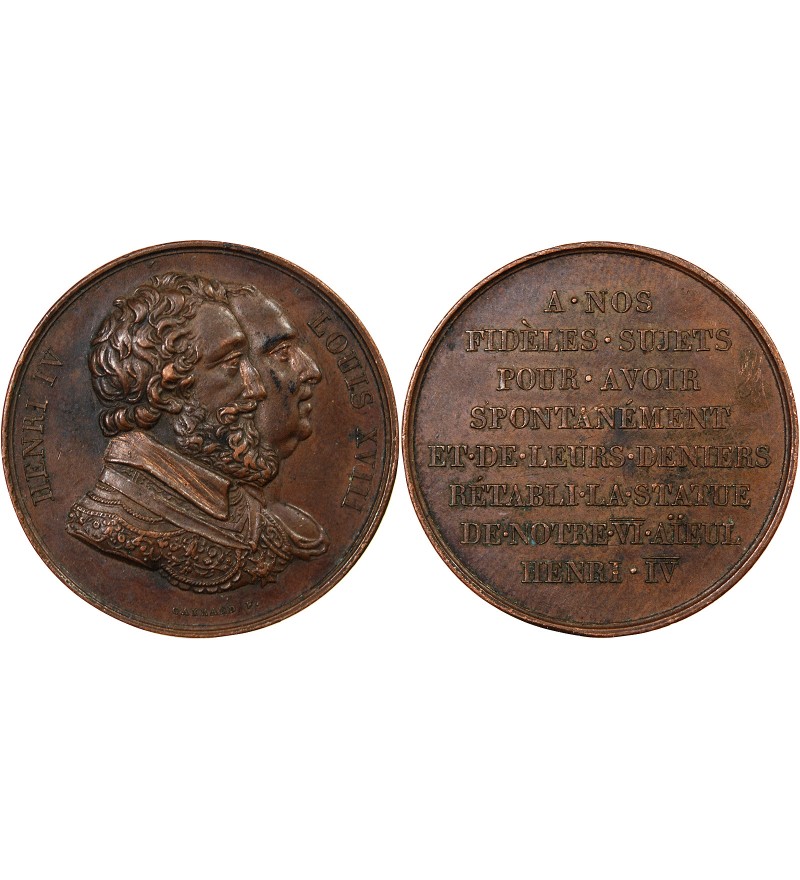 HENRI IV
LOUIS XVIII
A·NOS
FIDÈLES·SUJETS
POUR·AVOIR
SPONTANÉMENT
ET·DE·LEURS·DENIERS
RÉTABLI·LA·STATUE
DE·NOTRE·VI·AÏEUL
HENRI·IV